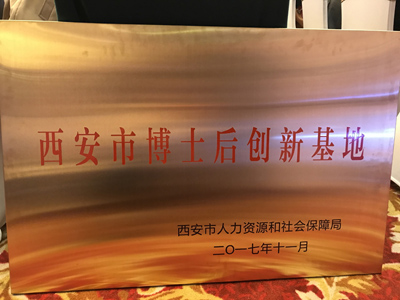 西安市博士后创新基地
西安市人力资源和社会保障局
二〇一七年十一月